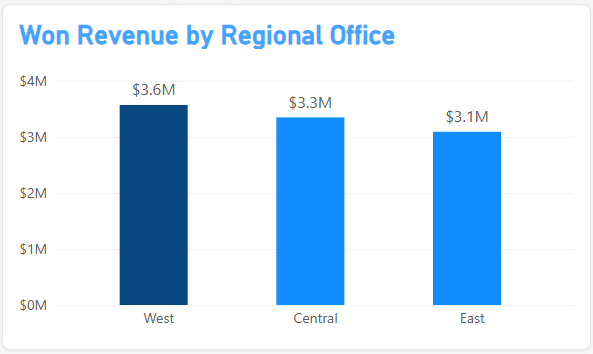 Won Revenue by Regional Office
$4M
$3.6M
$3.3M
$3.1M
$3M
$2M
$1M
$0M
West Central East